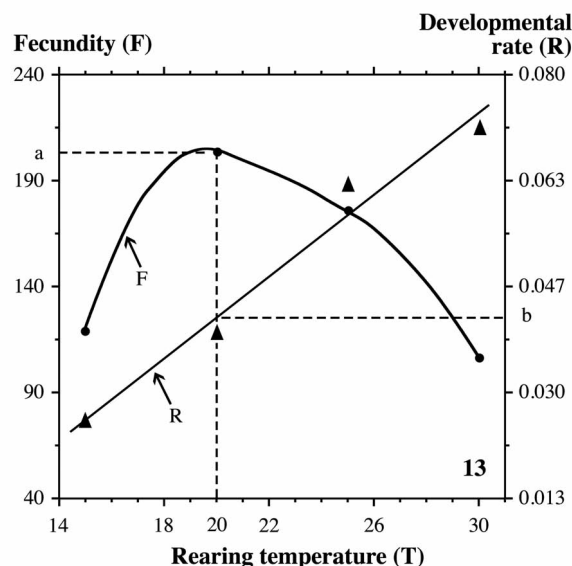 Fecundity (F)
Developmental
rate (R)
240
190
140
90
40
a
F
R
0.080
0.063
0.047
0.030
0.013
b
13
14
18
20
22
26
30
Rearing temperature (T)